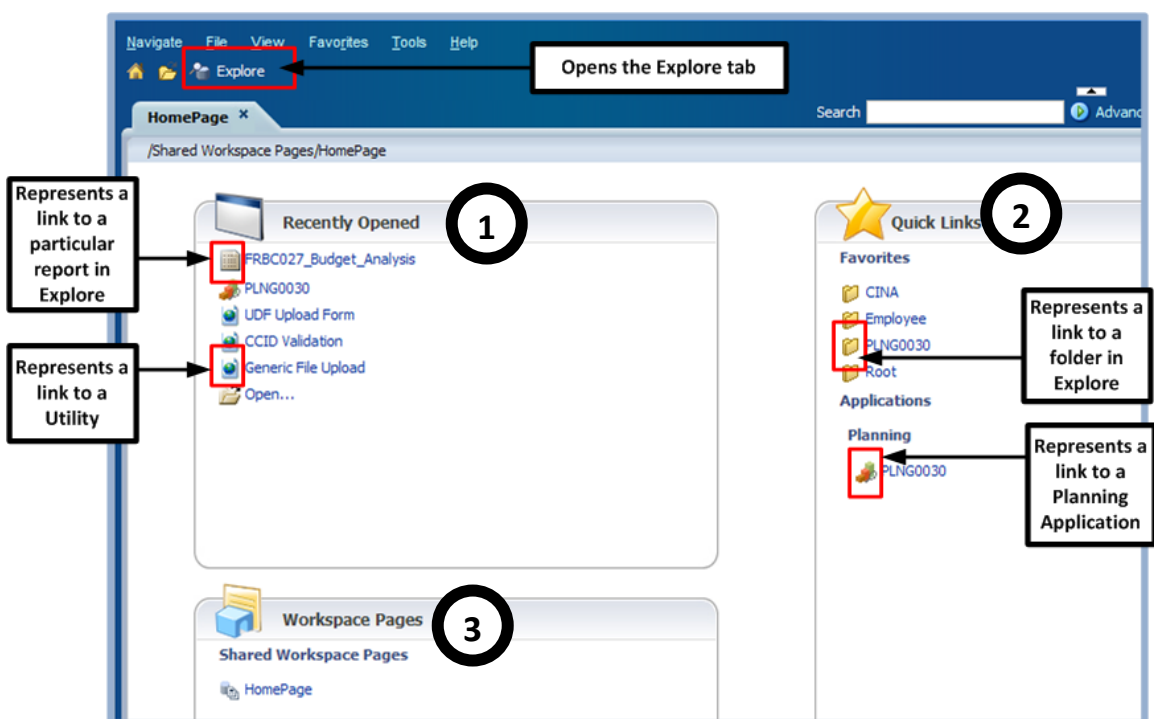 Navigate File View Favorites Tools Help
Explore
Opens the Explore tab
HomePage ×
Search
Advanc
/Shared Workspace Pages/HomePage
Represents a
link to a
particular
report in
Explore
Recently Opened
1
FRBC027_Budget_Analysis
PLNG0030
UDF Upload Form
CCID Validation
Generic File Upload
Open...
Represents a
link to a
Utility
Quick Links
2
Favorites
CINA
Employee
PLNG0030
Root
Represents a
link to a
folder in
Explore
Applications
Planning
PLNG0030
Represents a
link to a
Planning
Application
Workspace Pages
3
Shared Workspace Pages
HomePage